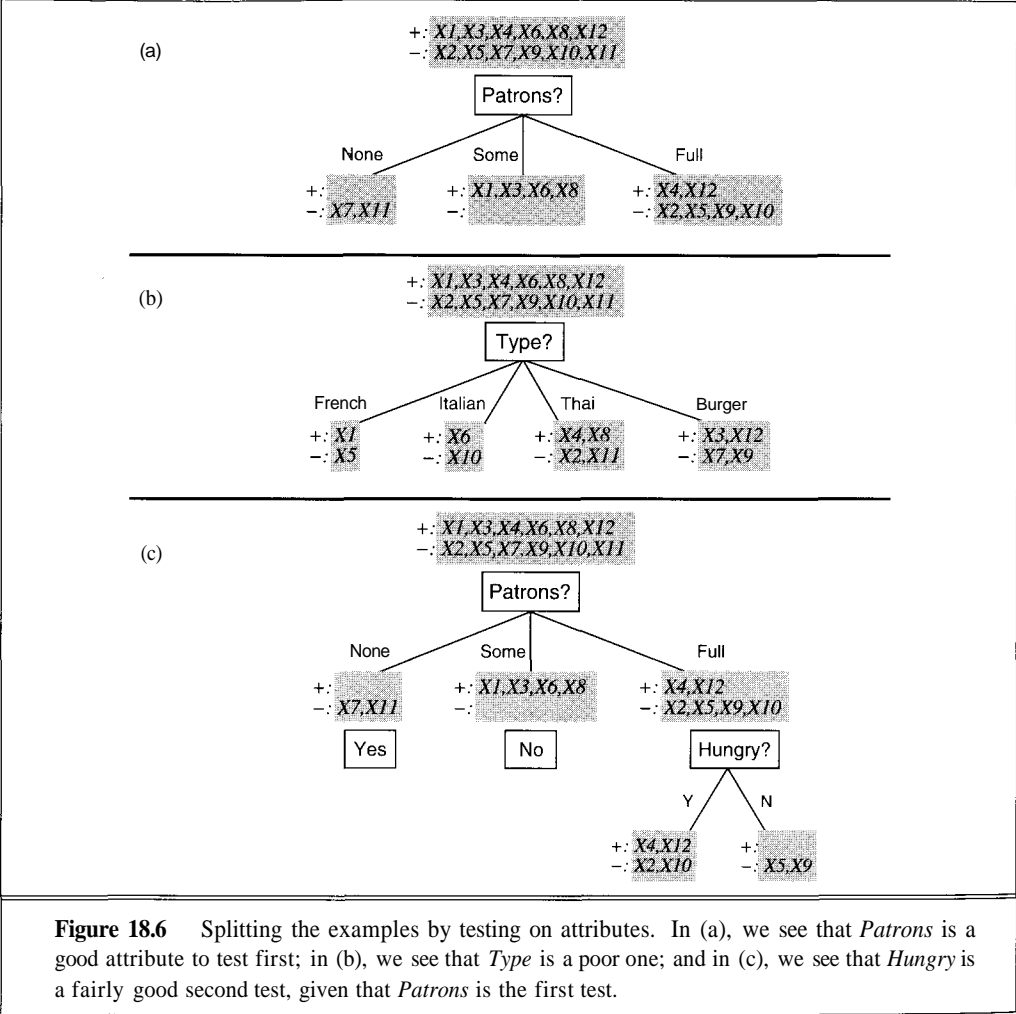 (a)
+: X1,X3,X4,X6,X8,X12
−: X2,X5,X7,X9,X10,X11
Patrons?
None Some Full
+: +: X1,X3,X6,X8 +: X4,X12
−: X7,X11 −: −: X2,X5,X9,X10
(b)
+: X1,X3,X4,X6,X8,X12
−: X2,X5,X7,X9,X10,X11
Type?
French Italian Thai Burger
+: X1 +: X6 +: X4,X8 +: X3,X12
−: X5 −: X10 −: X2,X11 −: X7,X9
(c)
+: X1,X3,X4,X6,X8,X12
−: X2,X5,X7,X9,X10,X11
Patrons?
None Some Full
+: +: X1,X3,X6,X8 +: X4,X12
−: X7,X11 −: −: X2,X5,X9,X10
Yes No Hungry?
Y N
+: X4,X12 +:
−: X2,X10 −: X5,X9
Figure 18.6 Splitting the examples by testing on attributes. In (a), we see that Patrons is a
good attribute to test first; in (b), we see that Type is a poor one; and in (c), we see that Hungry is
a fairly good second test, given that Patrons is the first test.